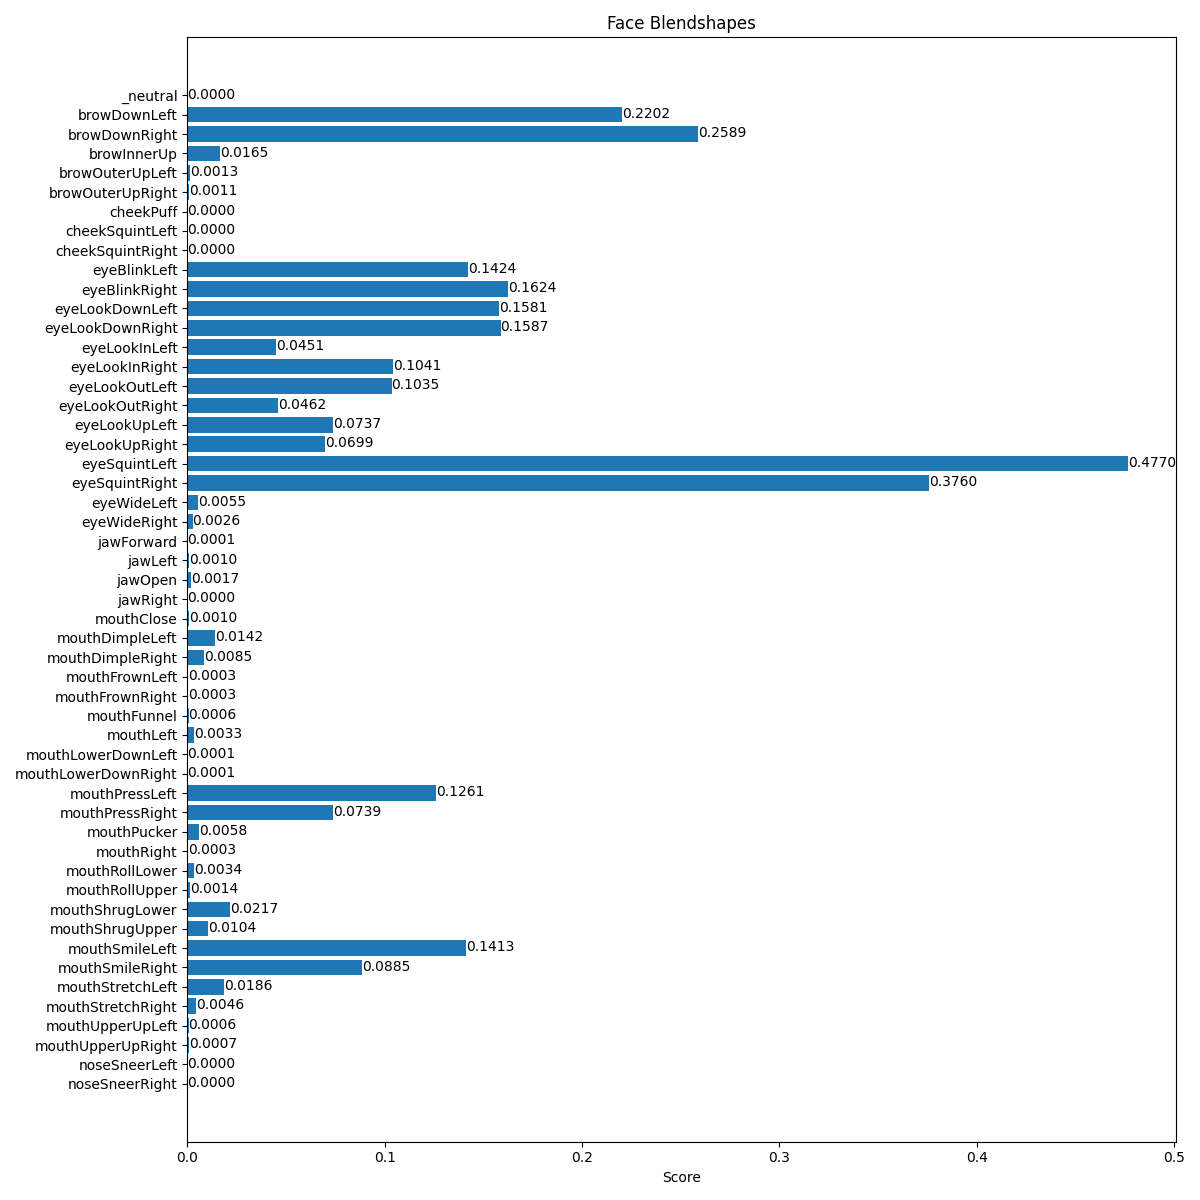 Face Blendshapes
_neutral 0.0000
browDownLeft 0.2202
browDownRight 0.2589
browInnerUp 0.0165
browOuterUpLeft 0.0013
browOuterUpRight 0.0011
cheekPuff 0.0000
cheekSquintLeft 0.0000
cheekSquintRight 0.0000
eyeBlinkLeft 0.1424
eyeBlinkRight 0.1624
eyeLookDownLeft 0.1581
eyeLookDownRight 0.1587
eyeLookInLeft 0.0451
eyeLookInRight 0.1041
eyeLookOutLeft 0.1035
eyeLookOutRight 0.0462
eyeLookUpLeft 0.0737
eyeLookUpRight 0.0699
eyeSquintLeft 0.4770
eyeSquintRight 0.3760
eyeWideLeft 0.0055
eyeWideRight 0.0026
jawForward 0.0001
jawLeft 0.0010
jawOpen 0.0017
jawRight 0.0000
mouthClose 0.0010
mouthDimpleLeft 0.0142
mouthDimpleRight 0.0085
mouthFrownLeft 0.0003
mouthFrownRight 0.0003
mouthFunnel 0.0006
mouthLeft 0.0033
mouthLowerDownLeft 0.0001
mouthLowerDownRight 0.0001
mouthPressLeft 0.1261
mouthPressRight 0.0739
mouthPucker 0.0058
mouthRight 0.0003
mouthRollLower 0.0034
mouthRollUpper 0.0014
mouthShrugLower 0.0217
mouthShrugUpper 0.0104
mouthSmileLeft 0.1413
mouthSmileRight 0.0885
mouthStretchLeft 0.0186
mouthStretchRight 0.0046
mouthUpperUpLeft 0.0006
mouthUpperUpRight 0.0007
noseSneerLeft 0.0000
noseSneerRight 0.0000
0.0 0.1 0.2 0.3 0.4 0.5
Score